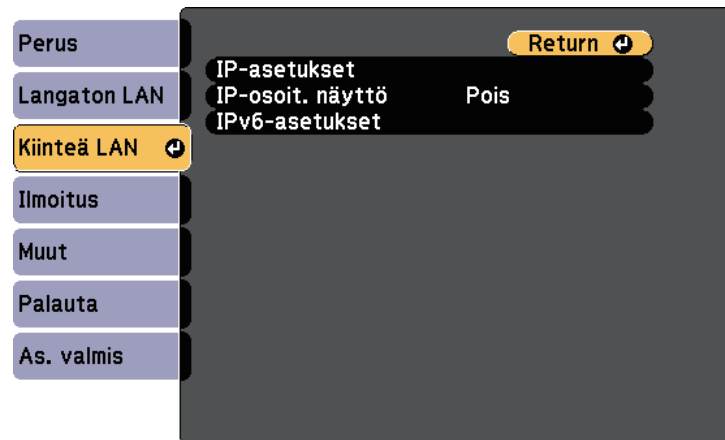 Perus
Langaton LAN
Kiinteä LAN
Ilmoitus
Muut
Palauta
As. valmis
Return
IP-asetukset
IP-osoit. näyttö Pois
IPv6-asetukset